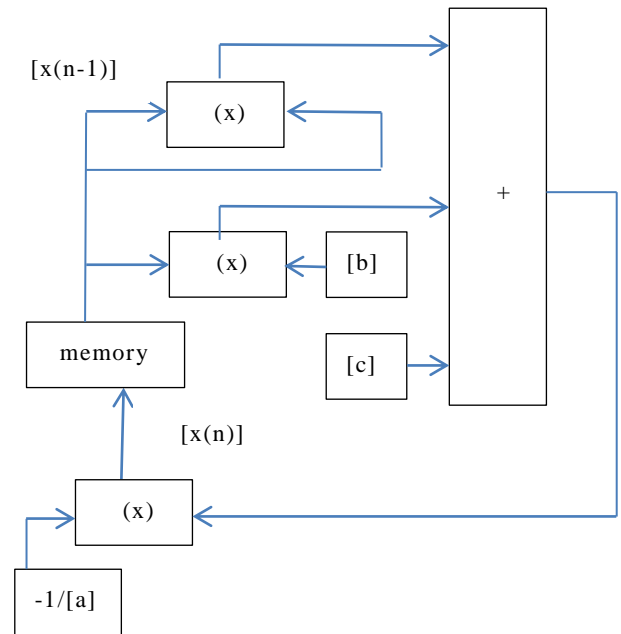 [x(n-1)]
(x)
+
(x)
[b]
memory
[c]
[x(n)]
(x)
-1/[a]